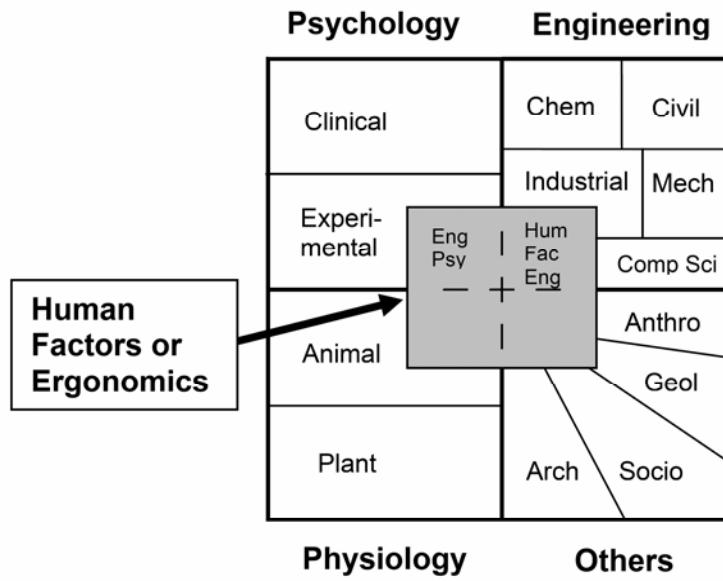 Psychology
Engineering
Clinical
Chem
Civil
Industrial
Mech
Experi-
mental
Eng
Psy
Hum
Fac
Eng
Comp Sci
Human
Factors or
Ergonomics
Animal
Anthro
Geol
Plant
Arch
Socio
Physiology
Others